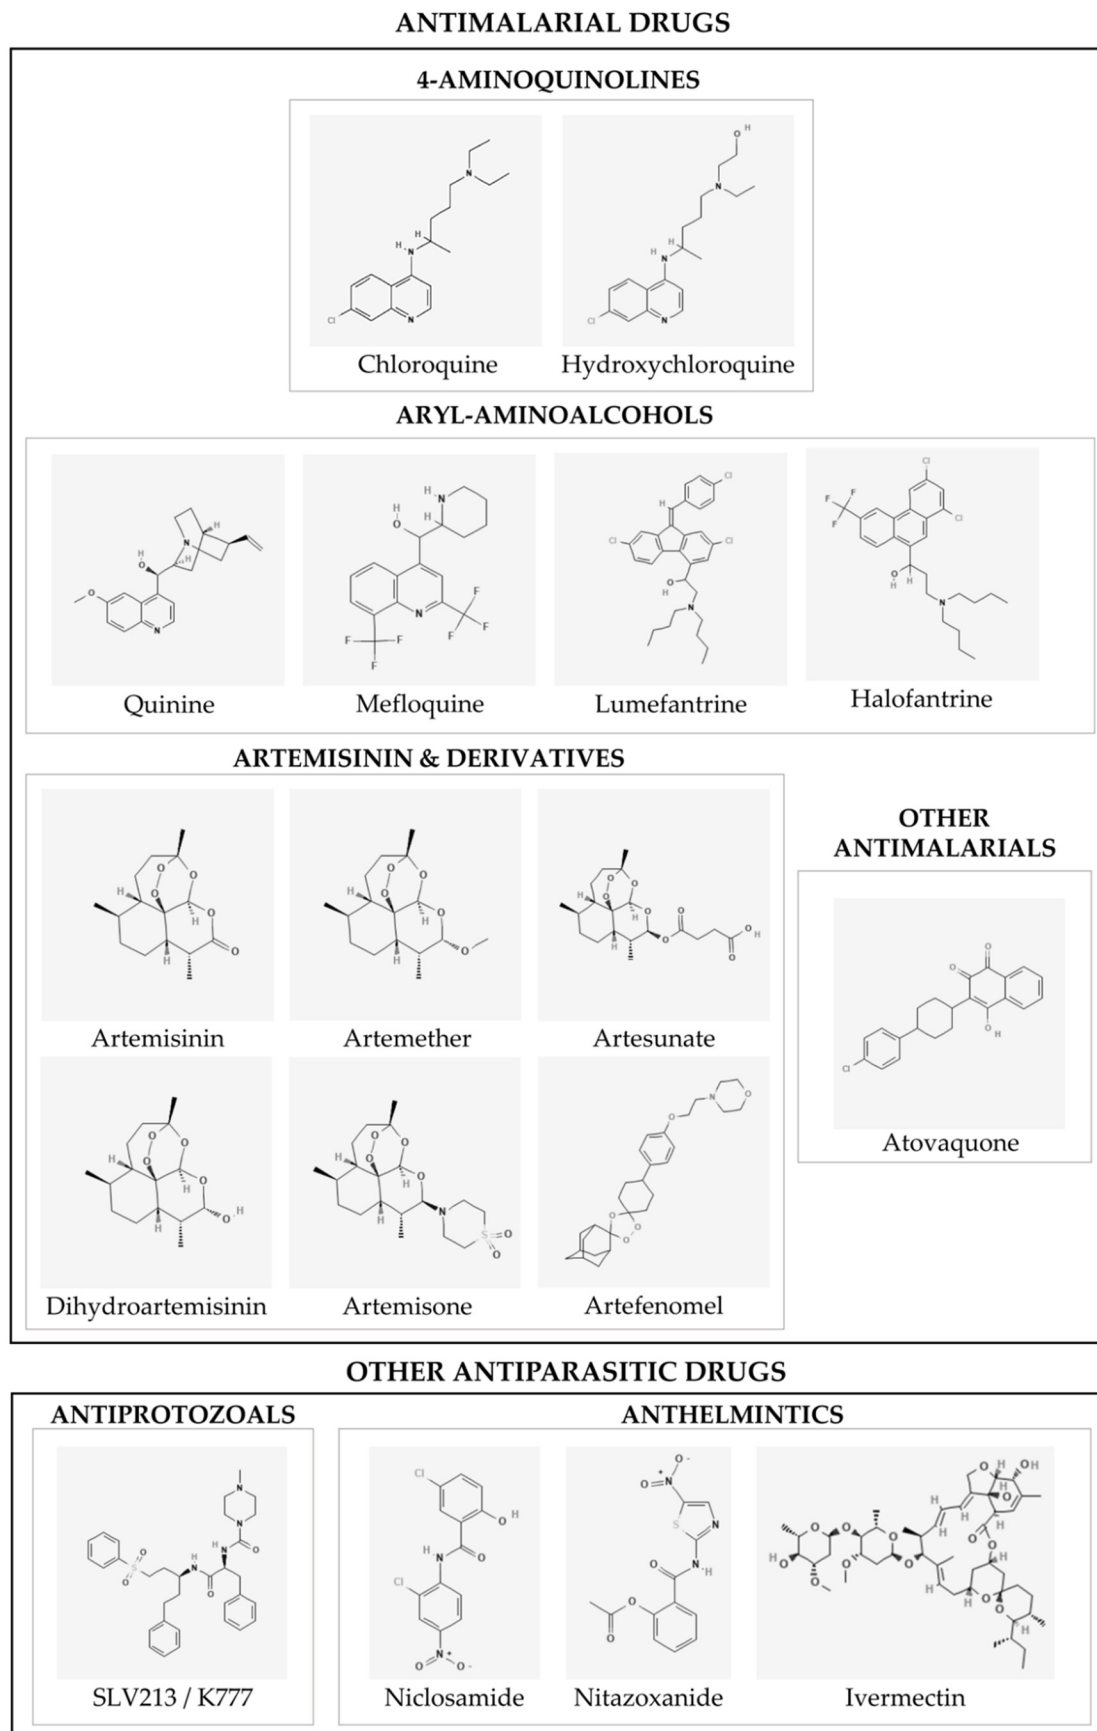 ANTIMALARIAL DRUGS
4-AMINOQUINOLINES
Chloroquine
Hydroxychloroquine
ARYL-AMINOALCOHOLS
Quinine
Mefloquine
Lumefantrine
Halofantrine
ARTEMISININ & DERIVATIVES
Artemisinin
Artemether
Artesunate
Dihydroartemisinin
Artemisone
Artefenomel
OTHER
ANTIMALARIALS
Atovaquone
OTHER ANTIPARASITIC DRUGS
ANTIPROTOZOALS
SLV213 / K777
ANTHELMINTICS
Niclosamide
Nitazoxanide
Ivermectin